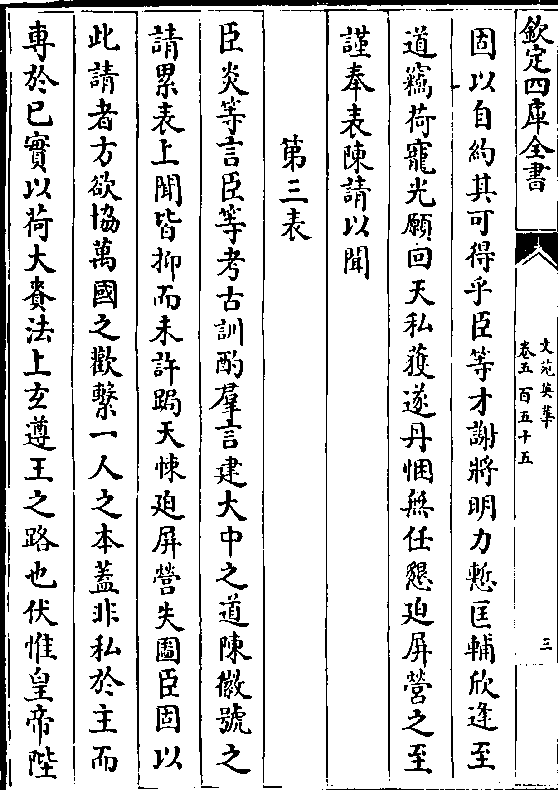 欽定四庫全書
文苑英華
卷五百五十五
三
固以自約其可得乎臣等才謝將明力慙匡輔欣逢至
道竊荷寵光願回天私獲遂丹悃無任懇廹屏營之至
謹奉表陳請以聞
第三表
臣炎等言臣等考古訓酌羣言建大中之道陳徽號之
請累表上聞皆抑而未許跼天悚廹屏營失圖臣固以
此請者方欲協萬國之歡繫一人之本蓋非私於主而
専於已實以荷大賚法上玄遵王之路也伏惟皇帝陛